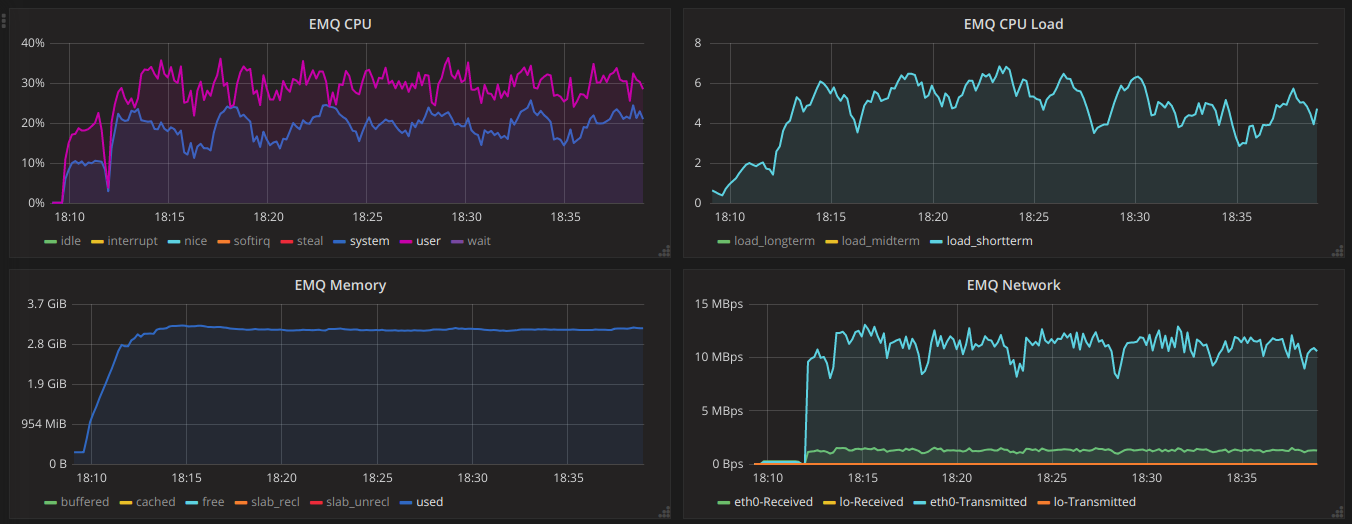 EMQ CPU
40%
30%
20%
10%
0%
18:10 18:15 18:20 18:25 18:30 18:35
idle interrupt nice softirq steal system user wait
EMQ CPU Load
8
6
4
2
0
18:10 18:15 18:20 18:25 18:30 18:35
load_longterm load_midterm load_shortterm
EMQ Memory
3.7 GiB
2.8 GiB
1.9 GiB
954 MiB
0 B
18:10 18:15 18:20 18:25 18:30 18:35
buffered cached free slab_recl slab_unrecl used
EMQ Network
15 MBps
10 MBps
5 MBps
0 Bps
18:10 18:15 18:20 18:25 18:30 18:35
eth0-Received lo-Received eth0-Transmitted lo-Transmitted